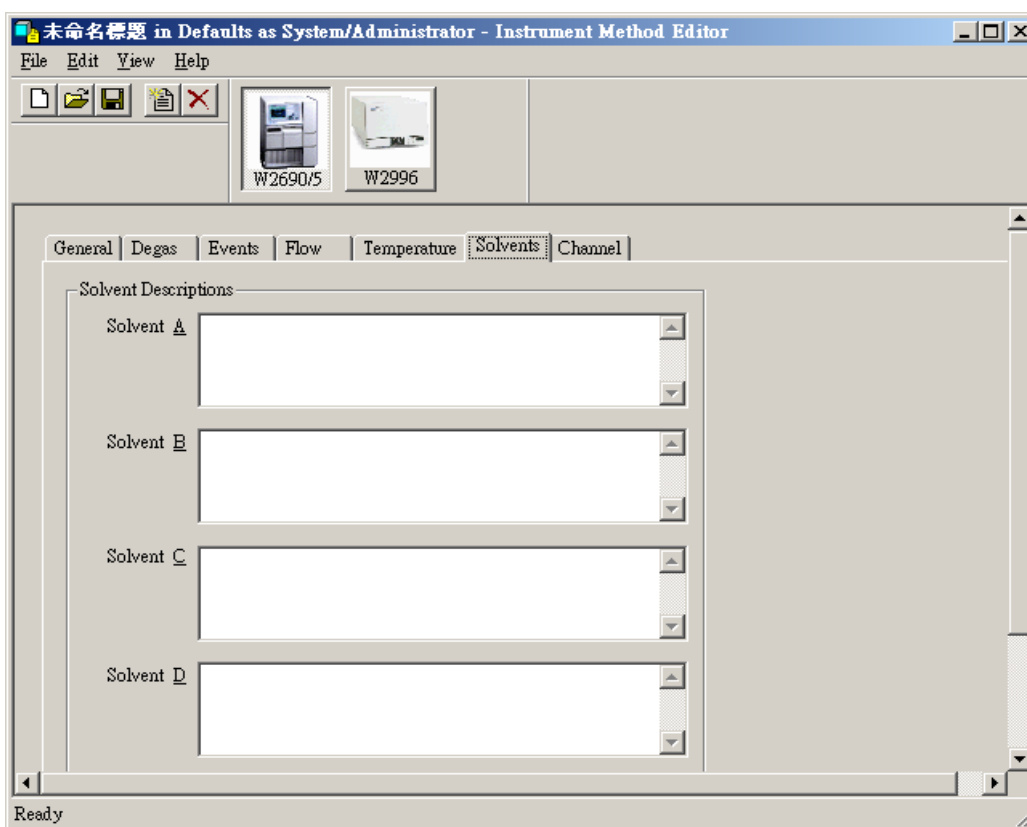 未命名標題 in Defaults as System/Administrator - Instrument Method Editor
File Edit View Help
W2690/5 W2996
General Degas Events Flow Temperature Solvents Channel
Solvent Descriptions
Solvent A
Solvent B
Solvent C
Solvent D
Ready